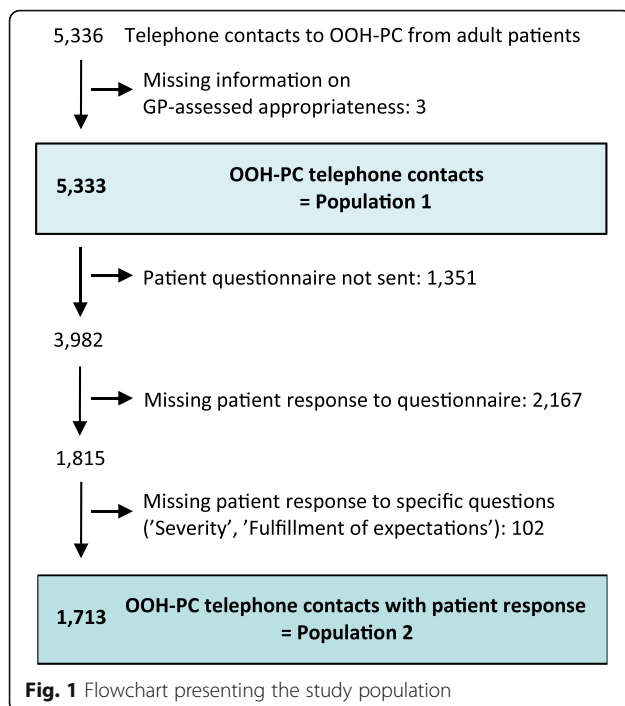 5,336 Telephone contacts to OOH-PC from adult patients
Missing information on
GP-assessed appropriateness: 3
5,333 OOH-PC telephone contacts
= Population 1
Patient questionnaire not sent: 1,351
3,982
Missing patient response to questionnaire: 2,167
1,815
Missing patient response to specific questions
('Severity', 'Fulfillment of expectations'): 102
1,713 OOH-PC telephone contacts with patient response
= Population 2
Fig. 1 Flowchart presenting the study population